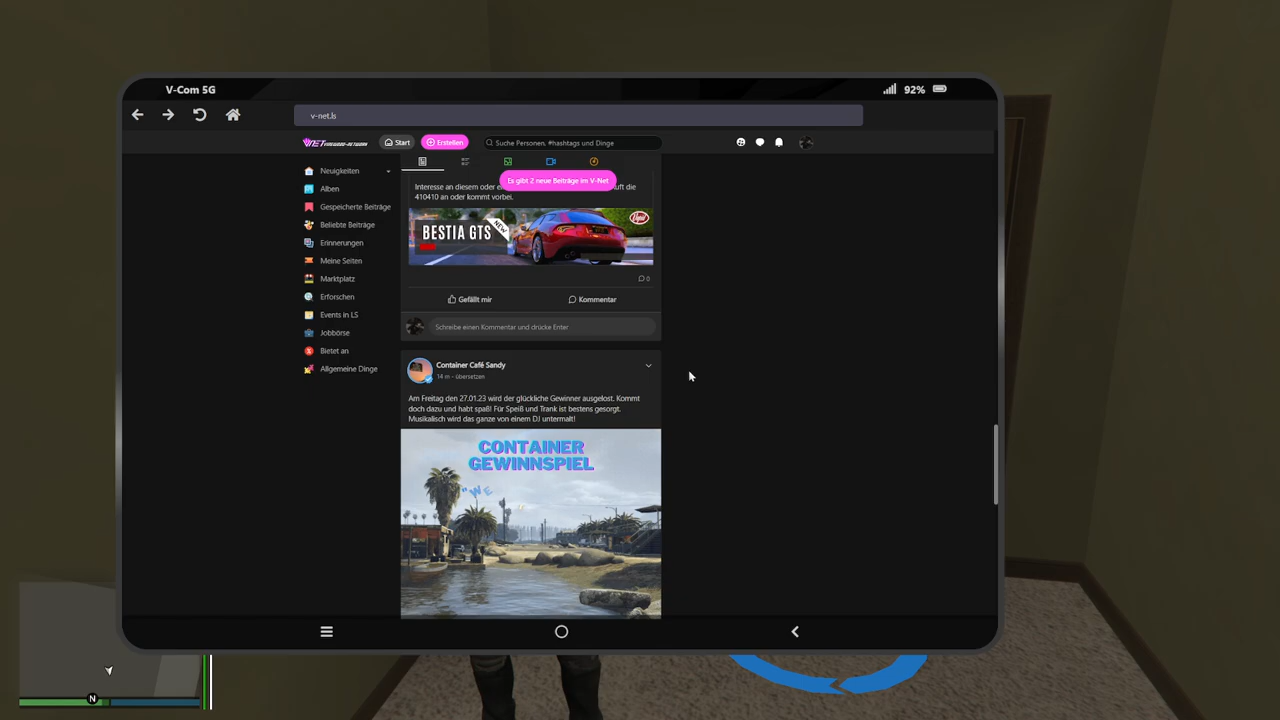 V-Com 5G
92%
v-net.ls
Start
Erstellen
Suche Personen, #hashtags und Dinge
Neuigkeiten
Alben
Gespeicherte Beiträge
Beliebte Beiträge
Erinnerungen
Meine Seiten
Marktplatz
Erforschen
Events in LS
Jobbörse
Bietet an
Allgemeine Dinge
Es gibt 2 neue Beiträge im V-Net
Interesse an diesem oder
uft die
410410 an oder kommt vorbei.
BESTIA GTS
NEW
0
Gefällt mir
Kommentar
Schreibe einen Kommentar und drücke Enter
Container Café Sandy
14 m - übersetzen
Am Freitag den 27.01.23 wird der glückliche Gewinner ausgelost. Kommt
doch dazu und habt spaß! Für Speiß und Trank ist bestens gesorgt.
Musikalisch wird das ganze von einem DJ untermalt!
CONTAINER
GEWINNSPIEL
"WE
N